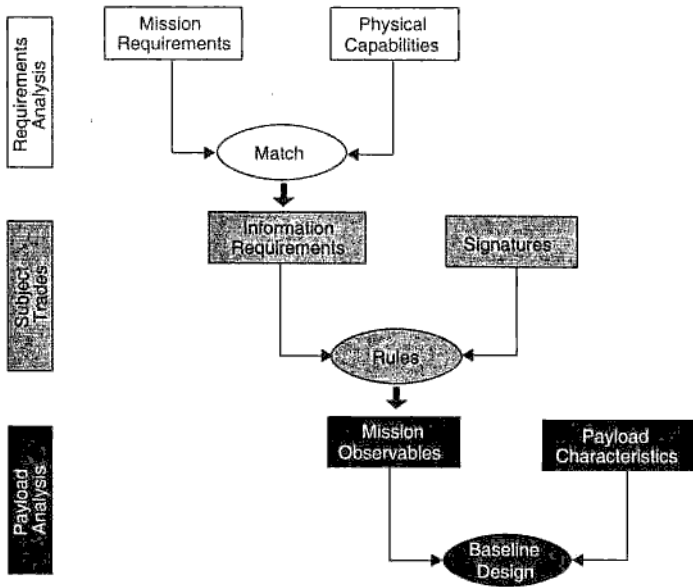 Mission
Requirements
Physical
Capabilities
Requirements
Analysis
Match
Information
Requirements
Signatures
Subject
Trades
Rules
Mission
Observables
Payload
Characteristics
Payload
Analysis
Baseline
Design